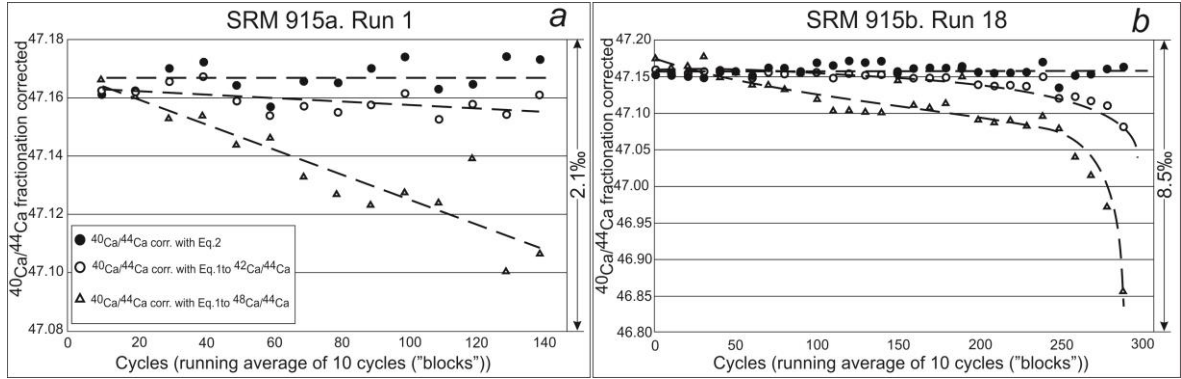 SRM 915a. Run 1
a
40Ca/44Ca fractionation corrected
47.18
47.16
47.14
47.12
47.10
47.08
2.1‰
40Ca/44Ca corr. with Eq.2
40Ca/44Ca corr. with Eq.1to 42Ca/44Ca
40Ca/44Ca corr. with Eq.1to 48Ca/44Ca
0 20 40 60 80 100 120 140
Cycles (running average of 10 cycles ("blocks"))
SRM 915b. Run 18
b
40Ca/44Ca fractionation corrected
47.20
47.15
47.10
47.05
47.00
46.95
46.90
46.85
46.80
8.5‰
0 50 100 150 200 250 300
Cycles (running average of 10 cycles ("blocks"))